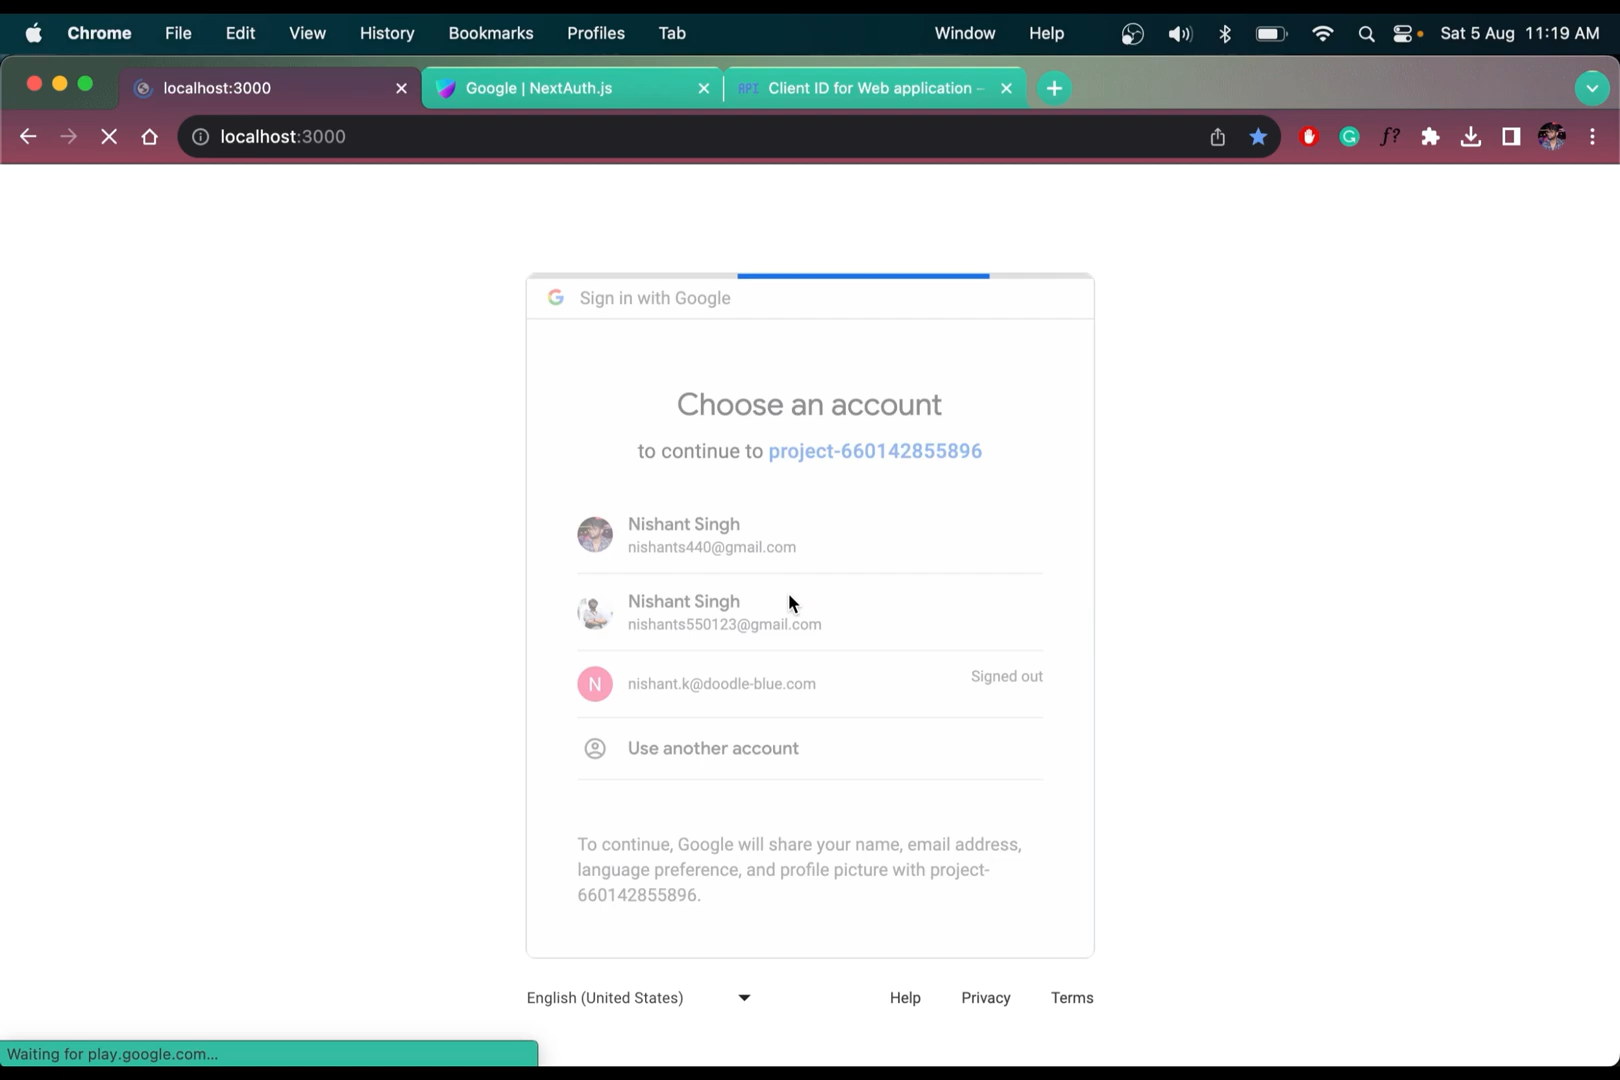 Chrome File Edit View History Bookmarks Profiles Tab Window Help Sat 5 Aug 11:19 AM
localhost:3000 Google | NextAuth.js API Client ID for Web application –
localhost:3000 f?
Sign in with Google
Choose an account
to continue to project-660142855896
Nishant Singh
nishants440@gmail.com
Nishant Singh
nishants550123@gmail.com
N nishant.k@doodle-blue.com Signed out
Use another account
To continue, Google will share your name, email address,
language preference, and profile picture with project-
660142855896.
English (United States) Help Privacy Terms
Waiting for play.google.com...